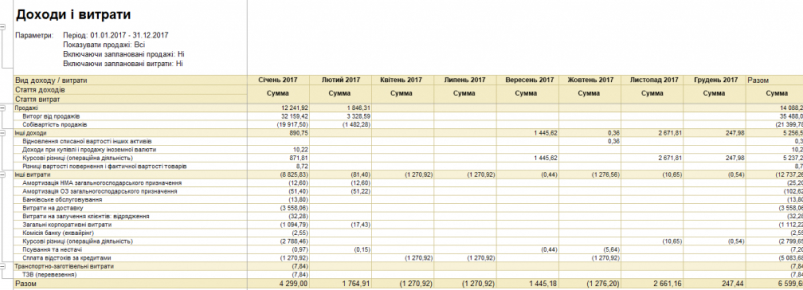 Доходи і витрати
Параметри: Період: 01.01.2017 - 31.12.2017
Показувати продажі: Всі
Включаючи заплановані продажі: Ні
Включаючи заплановані витрати: Ні
Вид доходу / витрати Січень 2017 Лютий 2017 Квітень 2017 Липень 2017 Вересень 2017 Жовтень 2017 Листопад 2017 Грудень 2017 Разом
Стаття доходів Сумма Сумма Сумма Сумма Сумма Сумма Сумма Сумма Сумма
Стаття витрат
Продажі 12 241,92 1 846,31 14 088,2
Виторг від продажів 32 159,42 3 328,59 35 488,0
Собівартість продажів (19 917,50) (1 482,28) (21 399,78
Інші доходи 890,75 1 445,62 0,36 2 671,81 247,98 5 256,5
Відновлення списаної вартості інших активів 0,36 0,3
Доходи при купівлі і продажу іноземної валюти 10,22 10,2
Курсові різниці (операційна діяльність) 871,81 1 445,62 2 671,81 247,98 5 237,2
Різниці вартості повернення і фактичної вартості товарів 8,72 8,7
Інші витрати (8 825,83) (81,40) (1 270,92) (1 270,92) (0,44) (1 276,56) (10,65) (0,54) (12 737,26
Амортизація НМА загальногосподарського призначення (12,60) (12,60) (25,20
Амортизація ОЗ загальногосподарського призначення (51,40) (51,22) (102,62
Банківське обслуговування (13,80) (13,80
Витрати на доставку (3 558,06) (3 558,06
Витрати на залучення клієнтів: відрядження (32,28) (32,28
Загальні корпоративні витрати (1 094,79) (17,43) (1 112,22
Комісія банку (еквайрінг) (2,55) (2,55
Курсові різниці (операційна діяльність) (2 788,46) (10,65) (0,54) (2 799,65
Псування та нестачі (0,97) (0,15) (0,44) (5,64) (7,20
Сплата відстоків за кредитами (1 270,92) (1 270,92) (1 270,92) (1 270,92) (5 083,68
Транспортно-заготівельні витрати (7,84) (7,84
ТЗВ (перевезення) (7,84) (7,84
Разом 4 299,00 1 764,91 (1 270,92) (1 270,92) 1 445,18 (1 276,20) 2 661,16 247,44 6 599,6